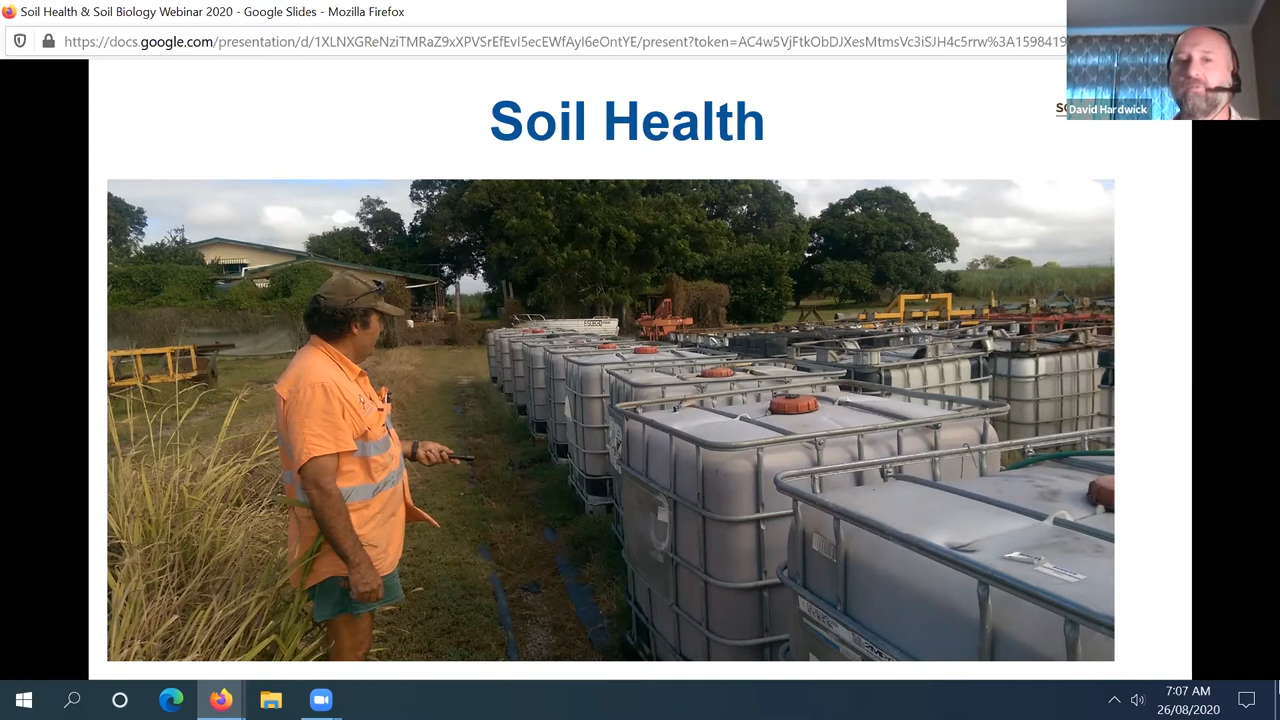 Soil Health & Soil Biology Webinar 2020 - Google Slides - Mozilla Firefox
https://docs.google.com/presentation/d/1XLNXGReNziTMRaZ9xXPVSrEfEvI5ecEWfAyI6eOntYE/present?token=AC4w5VjFtkObDJXesMtmsVc3iSJH4c5rrw%3A1598419
David Hardwick
Soil Health
7:07 AM
26/08/2020